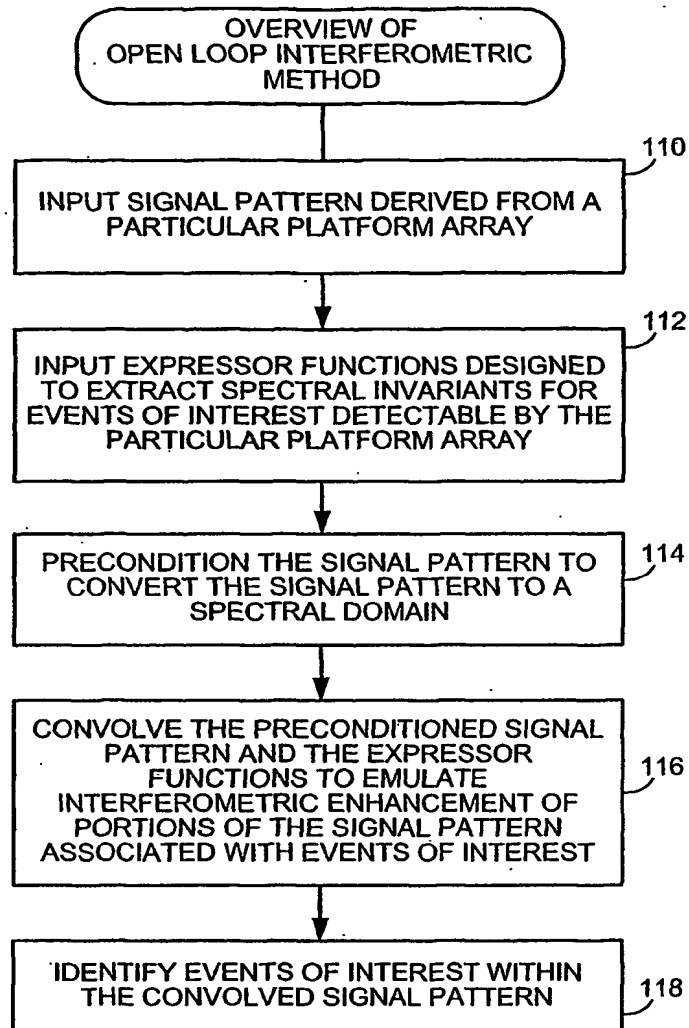 OVERVIEW OF
OPEN LOOP INTERFEROMETRIC
METHOD
110
INPUT SIGNAL PATTERN DERIVED FROM A
PARTICULAR PLATFORM ARRAY
112
INPUT EXPRESSOR FUNCTIONS DESIGNED
TO EXTRACT SPECTRAL INVARIANTS FOR
EVENTS OF INTEREST DETECTABLE BY THE
PARTICULAR PLATFORM ARRAY
114
PRECONDITION THE SIGNAL PATTERN TO
CONVERT THE SIGNAL PATTERN TO A
SPECTRAL DOMAIN
116
CONVOLVE THE PRECONDITIONED SIGNAL
PATTERN AND THE EXPRESSOR
FUNCTIONS TO EMULATE
INTERFEROMETRIC ENHANCEMENT OF
PORTIONS OF THE SIGNAL PATTERN
ASSOCIATED WITH EVENTS OF INTEREST
118
IDENTIFY EVENTS OF INTEREST WITHIN
THE CONVOLVED SIGNAL PATTERN